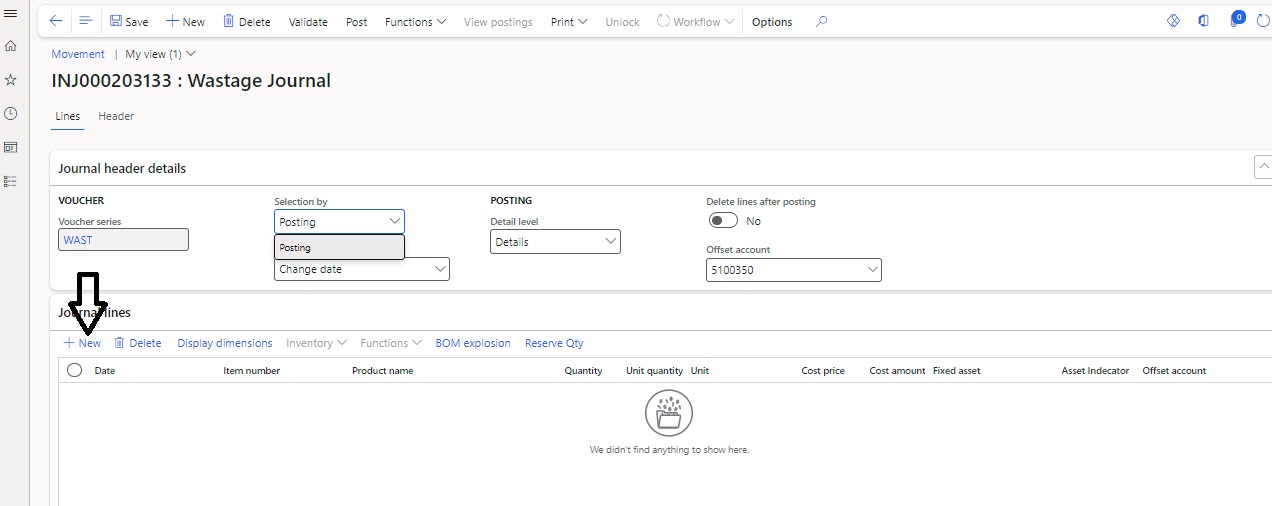 Save New Delete Validate Post Functions View postings Print Unlock Workflow Options 0
Movement | My view (1)
INJ000203133 : Wastage Journal
Lines Header
Journal header details
VOUCHER Selection by POSTING Delete lines after posting
Voucher series Posting Detail level No
WAST Posting Details Offset account
Change date 5100350
Journal lines
New Delete Display dimensions Inventory Functions BOM explosion Reserve Qty
Date Item number Product name Quantity Unit quantity Unit Cost price Cost amount Fixed asset Asset Indecator Offset account
We didn't find anything to show here.